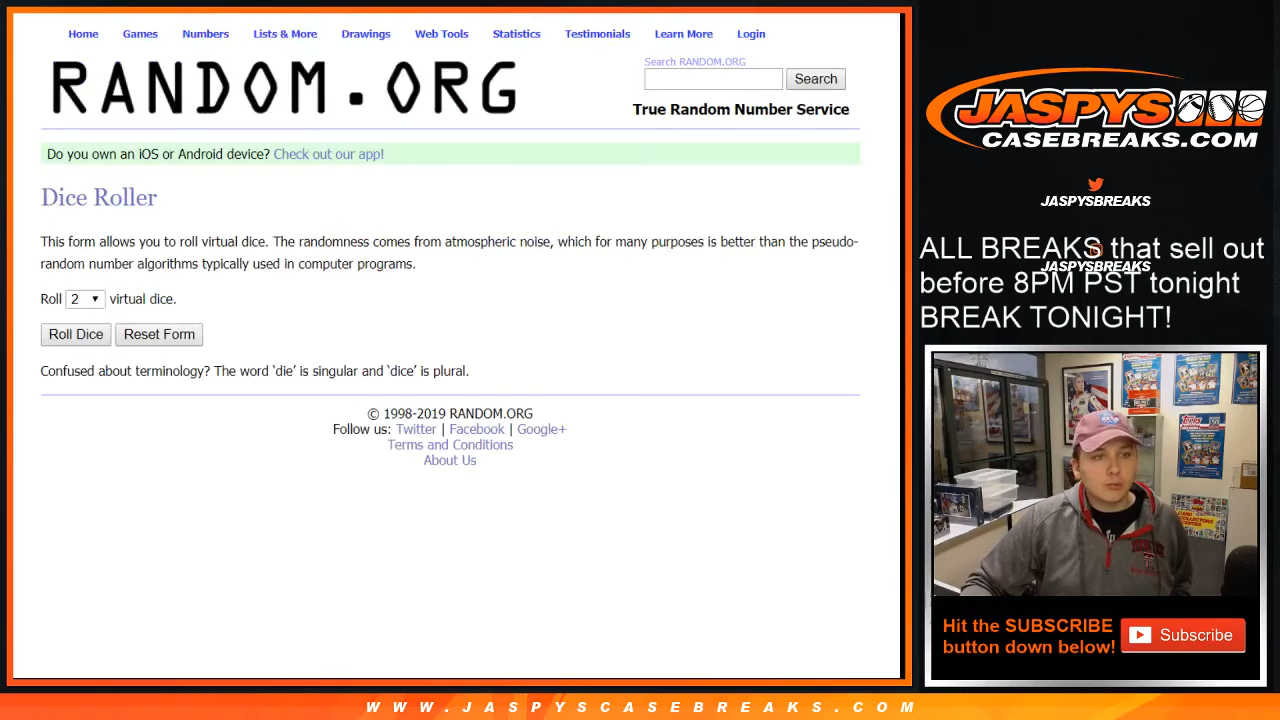 Home Games Numbers Lists & More Drawings Web Tools Statistics Testimonials Learn More Login
RANDOM.ORG
Search RANDOM.ORG
Search
True Random Number Service
Do you own an iOS or Android device? Check out our app!
Dice Roller
This form allows you to roll virtual dice. The randomness comes from atmospheric noise, which for many purposes is better than the pseudo-
random number algorithms typically used in computer programs.
Roll 2 virtual dice.
Roll Dice Reset Form
Confused about terminology? The word ‘die’ is singular and ‘dice’ is plural.
© 1998-2019 RANDOM.ORG
Follow us: Twitter | Facebook | Google+
Terms and Conditions
About Us
JASPYS
CASEBREAKS.COM
JASPYSBREAKS
ALL BREAKS that sell out
JASPYSBREAKS
before 8PM PST tonight
BREAK TONIGHT!
Hit the SUBSCRIBE
button down below!
Subscribe
WWW.JASPYSCASEBREAKS.COM